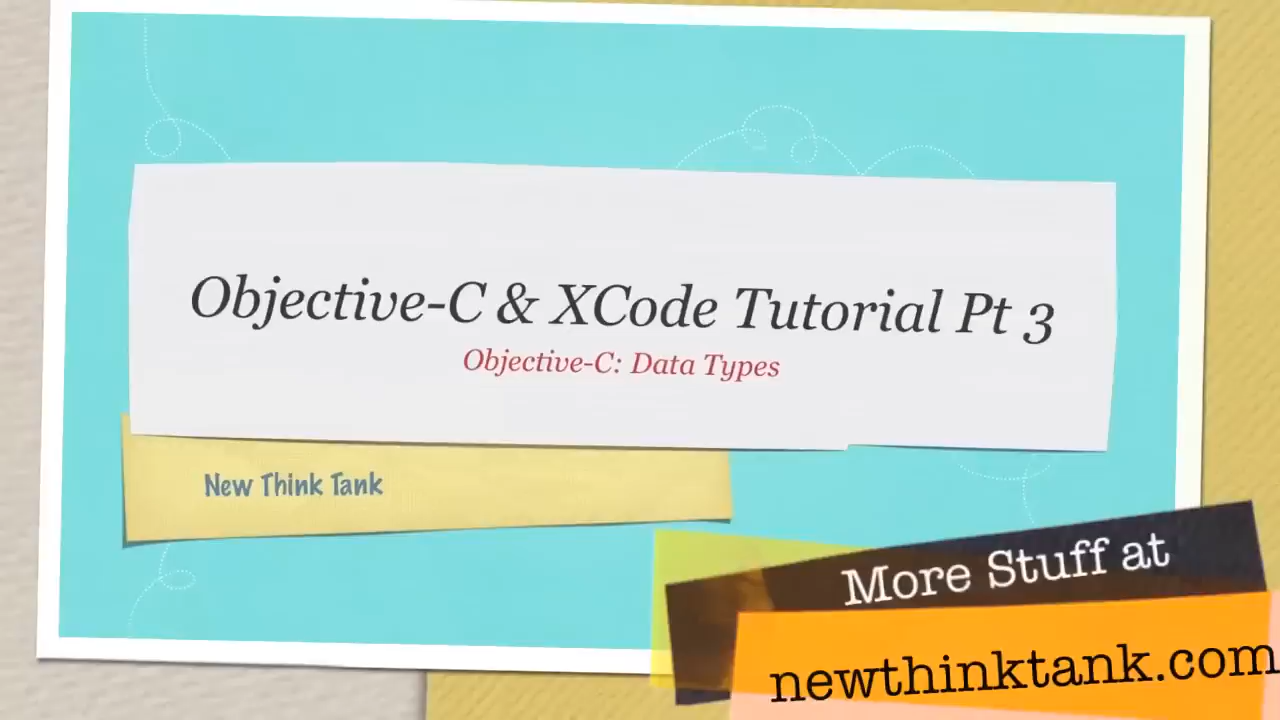 Objective-C & XCode Tutorial Pt 3
Objective-C: Data Types
New Think Tank
More Stuff at
newthinktank.com